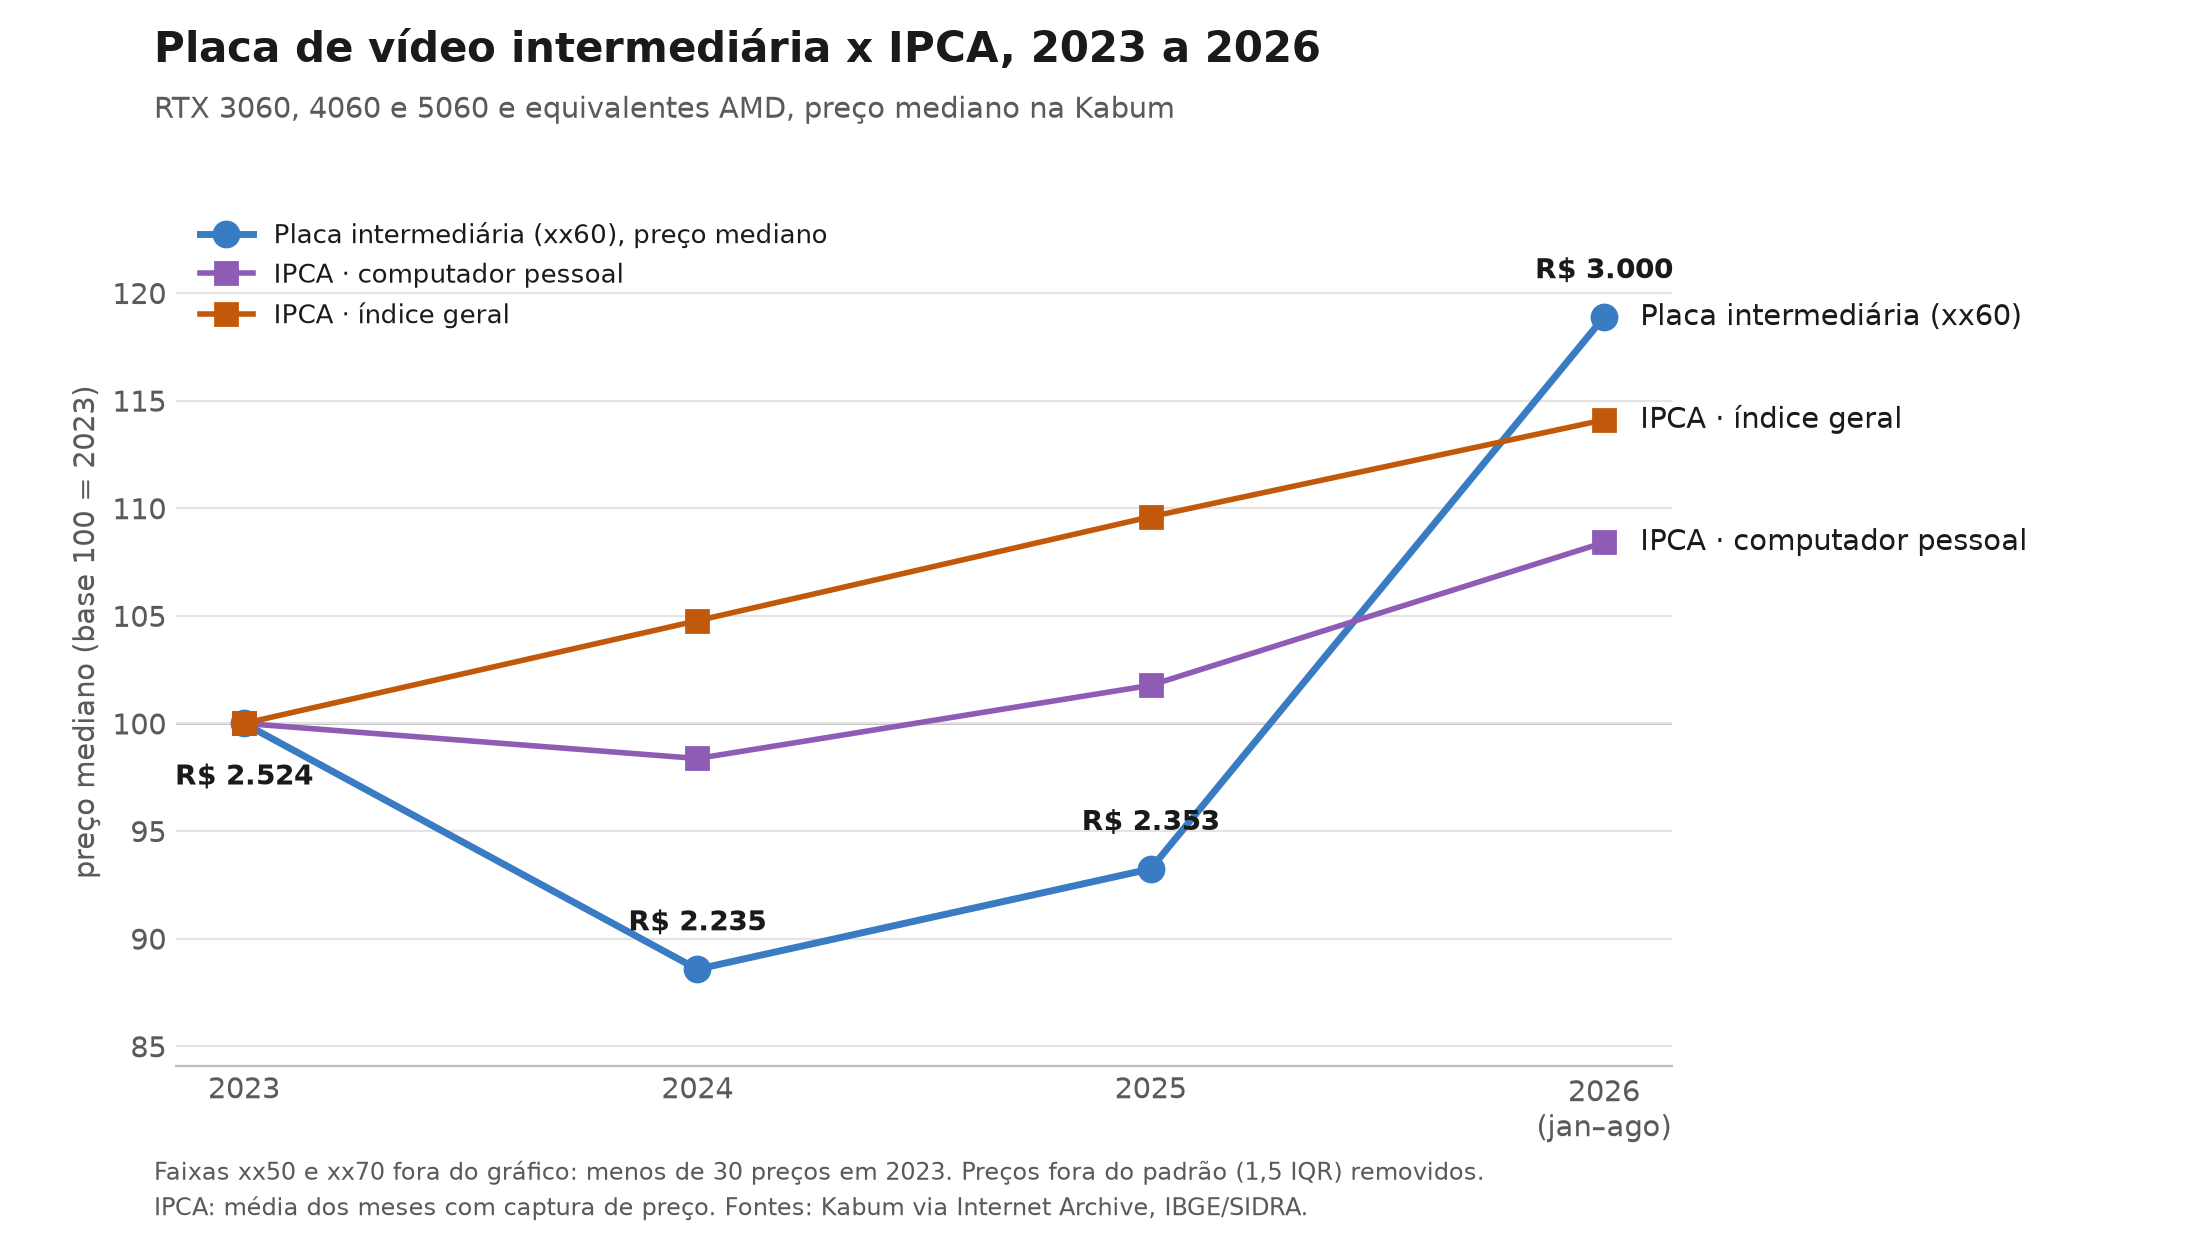 Placa de vídeo intermediária x IPCA, 2023 a 2026
RTX 3060, 4060 e 5060 e equivalentes AMD, preço mediano na Kabum
Placa intermediária (xx60), preço mediano
IPCA · computador pessoal
IPCA · índice geral
preço mediano (base 100 = 2023)
120
115
110
105
100
95
90
85
R$ 2.524
R$ 2.235
R$ 2.353
R$ 3.000
Placa intermediária (xx60)
IPCA · índice geral
IPCA · computador pessoal
2023
2024
2025
2026
(jan–ago)
Faixas xx50 e xx70 fora do gráfico: menos de 30 preços em 2023. Preços fora do padrão (1,5 IQR) removidos.
IPCA: média dos meses com captura de preço. Fontes: Kabum via Internet Archive, IBGE/SIDRA.